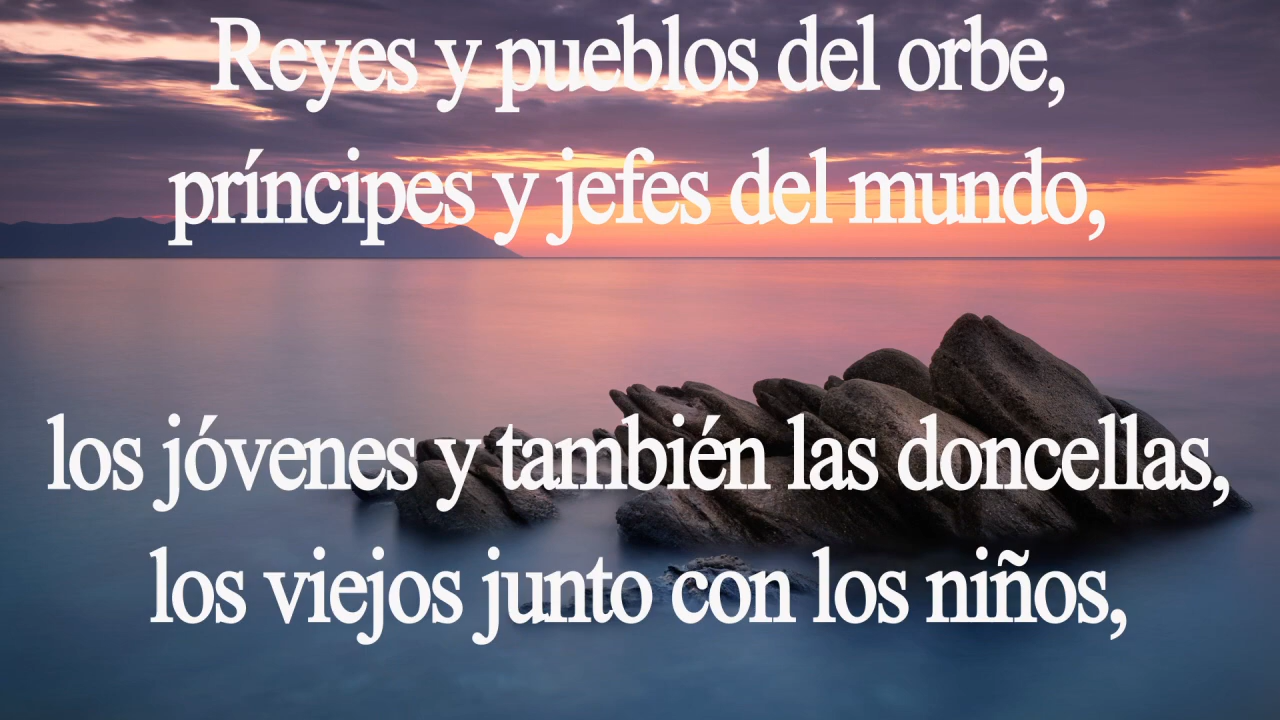 Reyes y pueblos del orbe,
príncipes y jefes del mundo,
los jóvenes y también las doncellas,
los viejos junto con los niños,